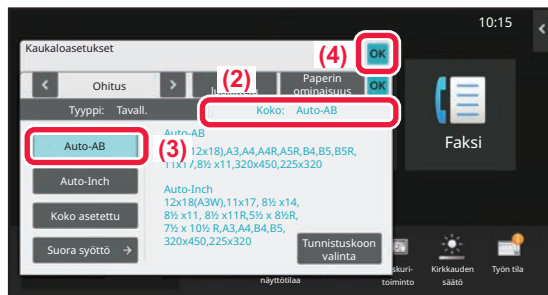 10:15
Kaukaloasetukset
(4)
OK
Ohitus
(2)
Paperin
ominaisuus
OK
Tyyppi: Tavall.
Koko: Auto-AB
Auto-AB
(3)
Auto-AB
12x18),A3,A4,A4R,A5R,B4,B5,B5R,
11x17,8½ x11,320x450,225x320
Auto-Inch
Auto-Inch
12x18(A3W),11x17, 8½ x14,
8½ x11, 8½ x11R,5½ x 8½R,
7½ x 10½ R,A3,A4,B4,B5,
320x450,225x320
Koko asetettu
Suora syöttö →
Tunnistuskoon
valinta
Faksi
näyttötilaa
skuri-
toiminto
Kirkkauden
säätö
Työn tila